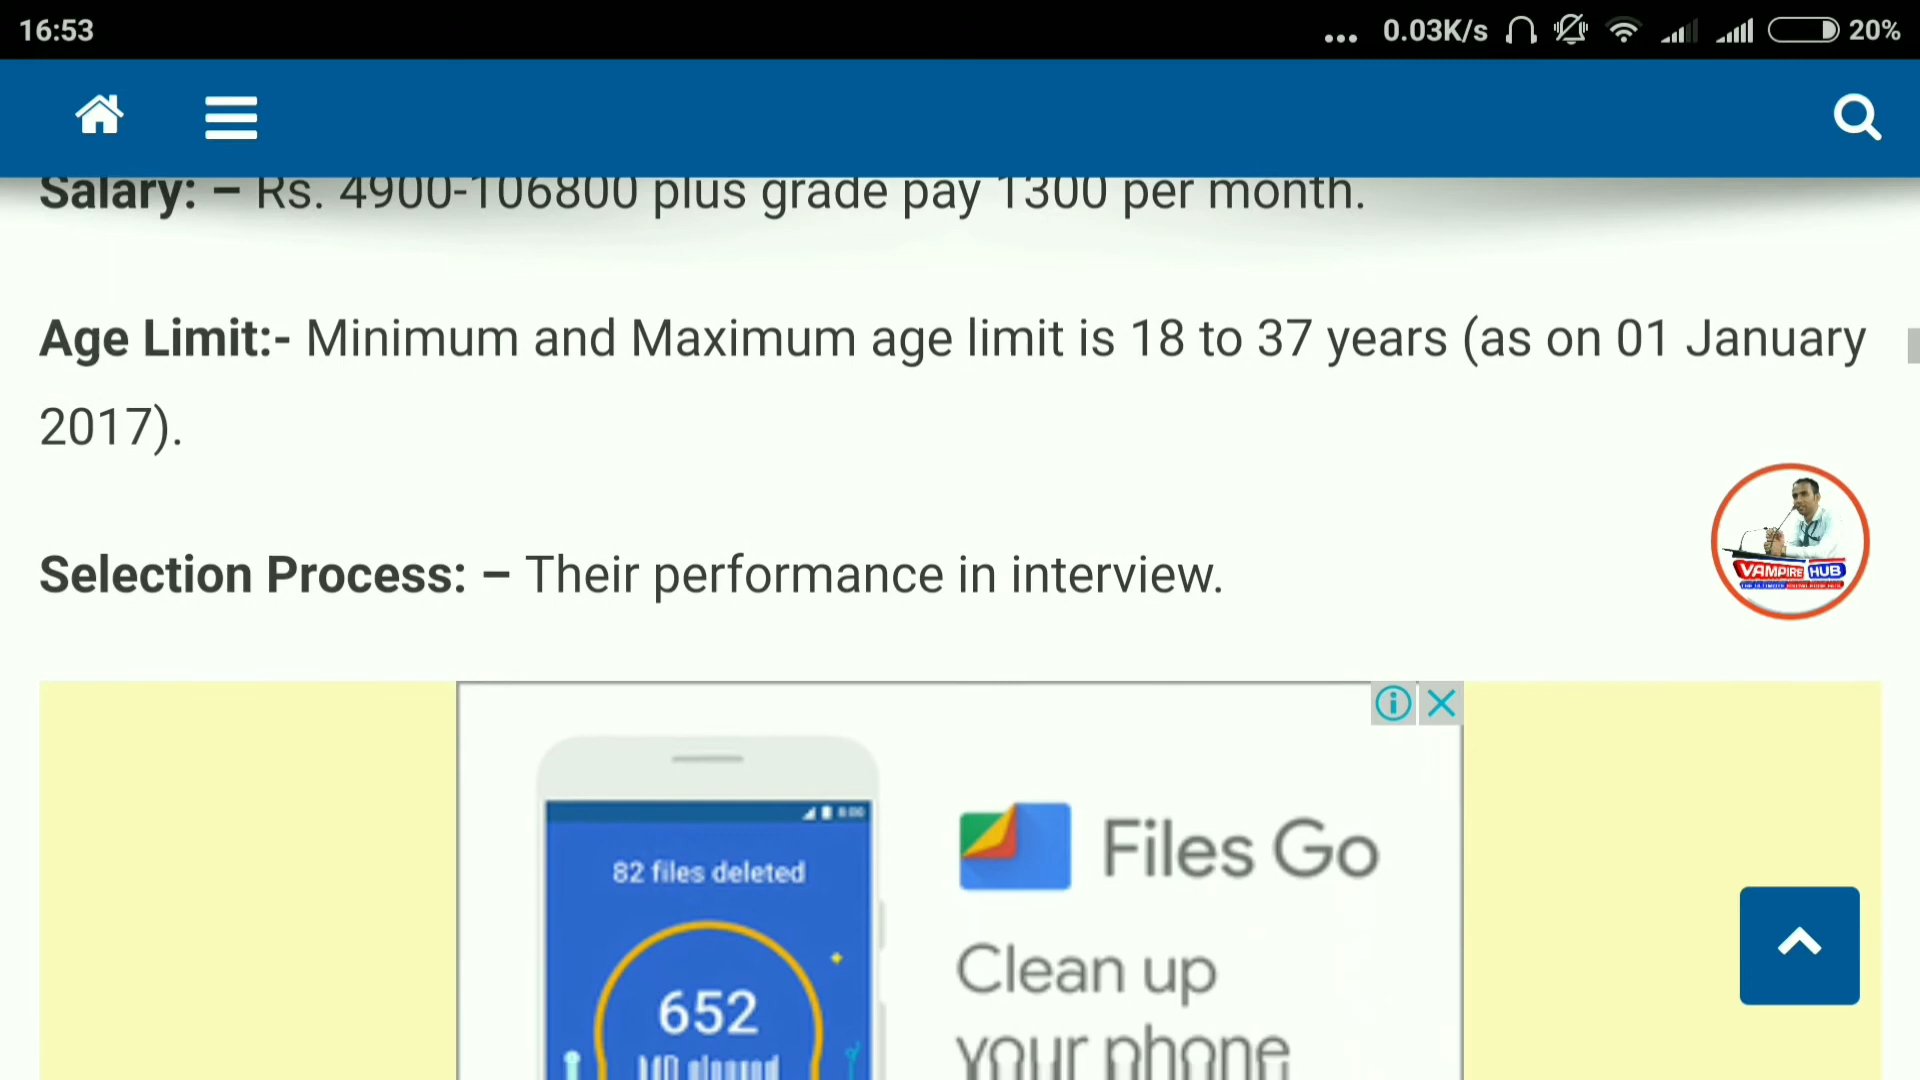 16:53
... 0.03K/s 20%
Salary: – Rs. 4900-106800 plus grade pay 1300 per month.
Age Limit:- Minimum and Maximum age limit is 18 to 37 years (as on 01 January
2017).
Selection Process: – Their performance in interview.
VAMPIRE HUB
82 files deleted
652
Files Go
Clean up
your phone